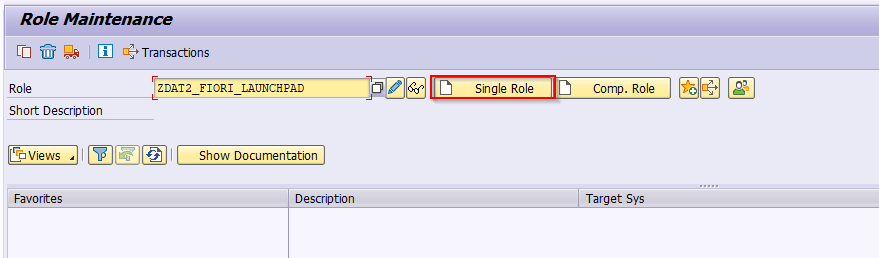 Role Maintenance
Transactions
Role ZDAT2_FIORI_LAUNCHPAD Single Role Comp. Role
Short Description
Views Show Documentation
Favorites Description Target Sys